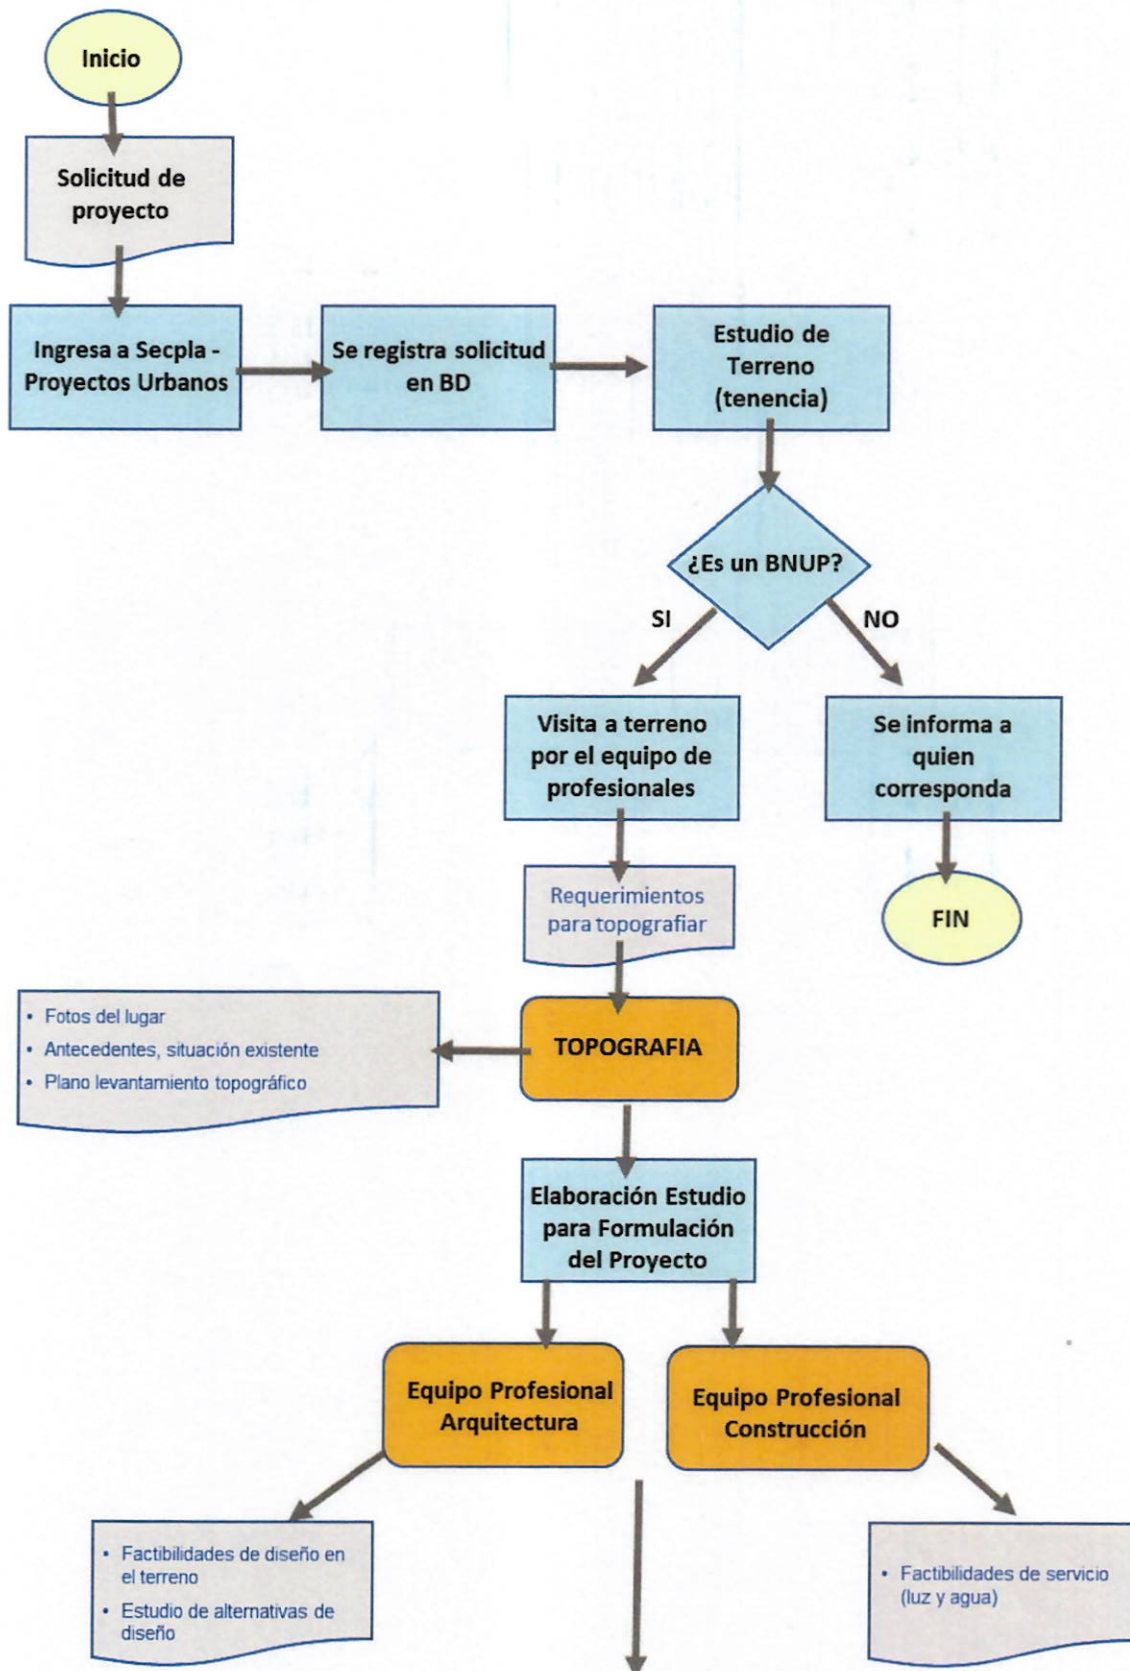 Inicio
Solicitud de
proyecto
Ingresa a Secpla -
Proyectos Urbanos
Se registra solicitud
en BD
Estudio de
Terreno
(tenencia)
¿Es un BNUP?
SI
NO
Visita a terreno
por el equipo de
profesionales
Se informa a
quien
corresponda
Requerimientos
para topografiar
FIN
• Fotos del lugar
• Antecedentes, situación existente
• Plano levantamiento topográfico
TOPOGRAFIA
Elaboración Estudio
para Formulación
del Proyecto
Equipo Profesional
Arquitectura
Equipo Profesional
Construcción
• Factibilidades de diseño en
el terreno
• Estudio de alternativas de
diseño
• Factibilidades de servicio
(luz y agua)